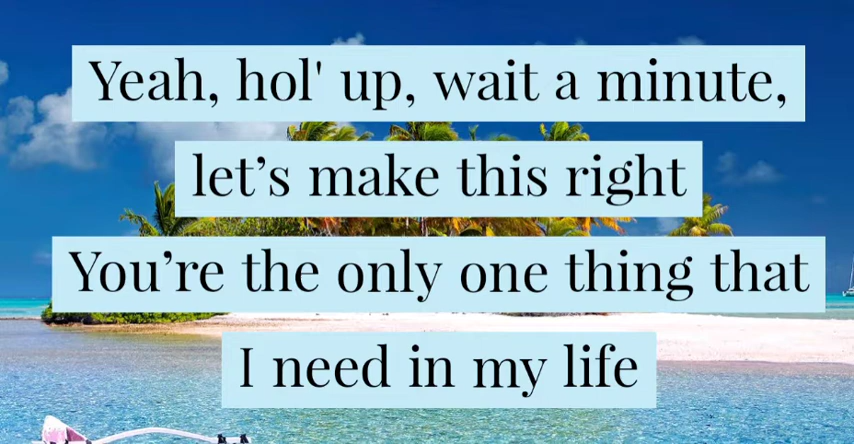 Yeah, hol' up, wait a minute,
let’s make this right
You’re the only one thing that
I need in my life